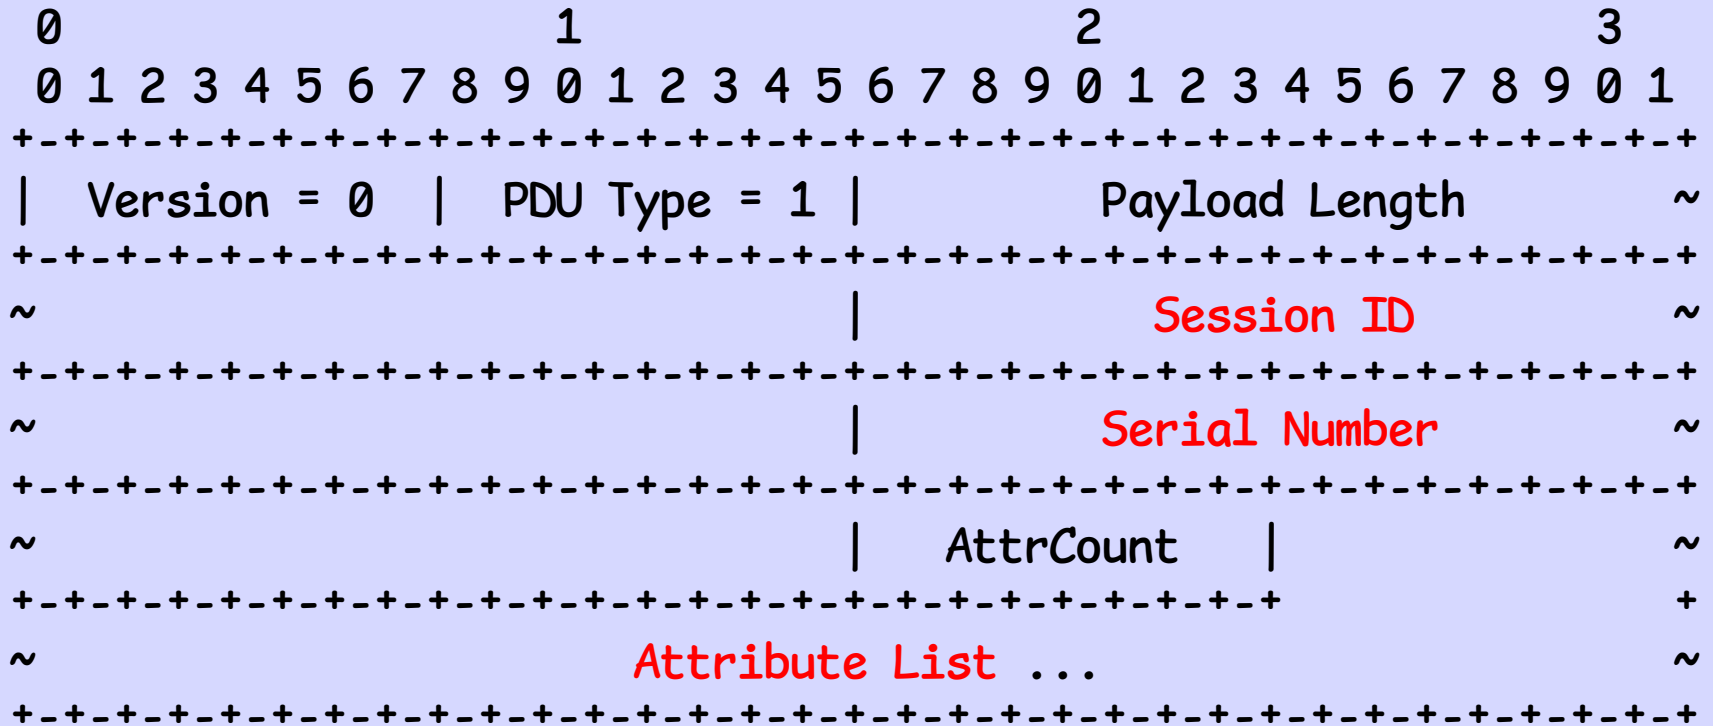 0                   1                   2                   3
0 1 2 3 4 5 6 7 8 9 0 1 2 3 4 5 6 7 8 9 0 1 2 3 4 5 6 7 8 9 0 1
+-+-+-+-+-+-+-+-+-+-+-+-+-+-+-+-+-+-+-+-+-+-+-+-+-+-+-+-+-+-+-+-+
|  Version = 0  |  PDU Type = 1 |         Payload Length        ~
+-+-+-+-+-+-+-+-+-+-+-+-+-+-+-+-+-+-+-+-+-+-+-+-+-+-+-+-+-+-+-+-+
~                               |           Session ID          ~
+-+-+-+-+-+-+-+-+-+-+-+-+-+-+-+-+-+-+-+-+-+-+-+-+-+-+-+-+-+-+-+-+
~                               |         Serial Number         ~
+-+-+-+-+-+-+-+-+-+-+-+-+-+-+-+-+-+-+-+-+-+-+-+-+-+-+-+-+-+-+-+-+
~                               |   AttrCount   |               ~
+-+-+-+-+-+-+-+-+-+-+-+-+-+-+-+-+-+-+-+-+-+-+-+-+               +
~                       Attribute List ...                      ~
+-+-+-+-+-+-+-+-+-+-+-+-+-+-+-+-+-+-+-+-+-+-+-+-+-+-+-+-+-+-+-+-+